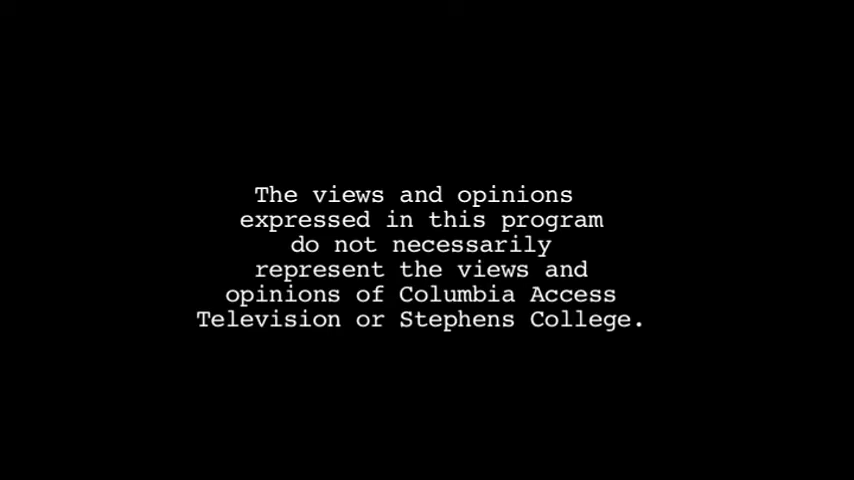 The views and opinions
expressed in this program
do not necessarily
represent the views and
opinions of Columbia Access
Television or Stephens College.